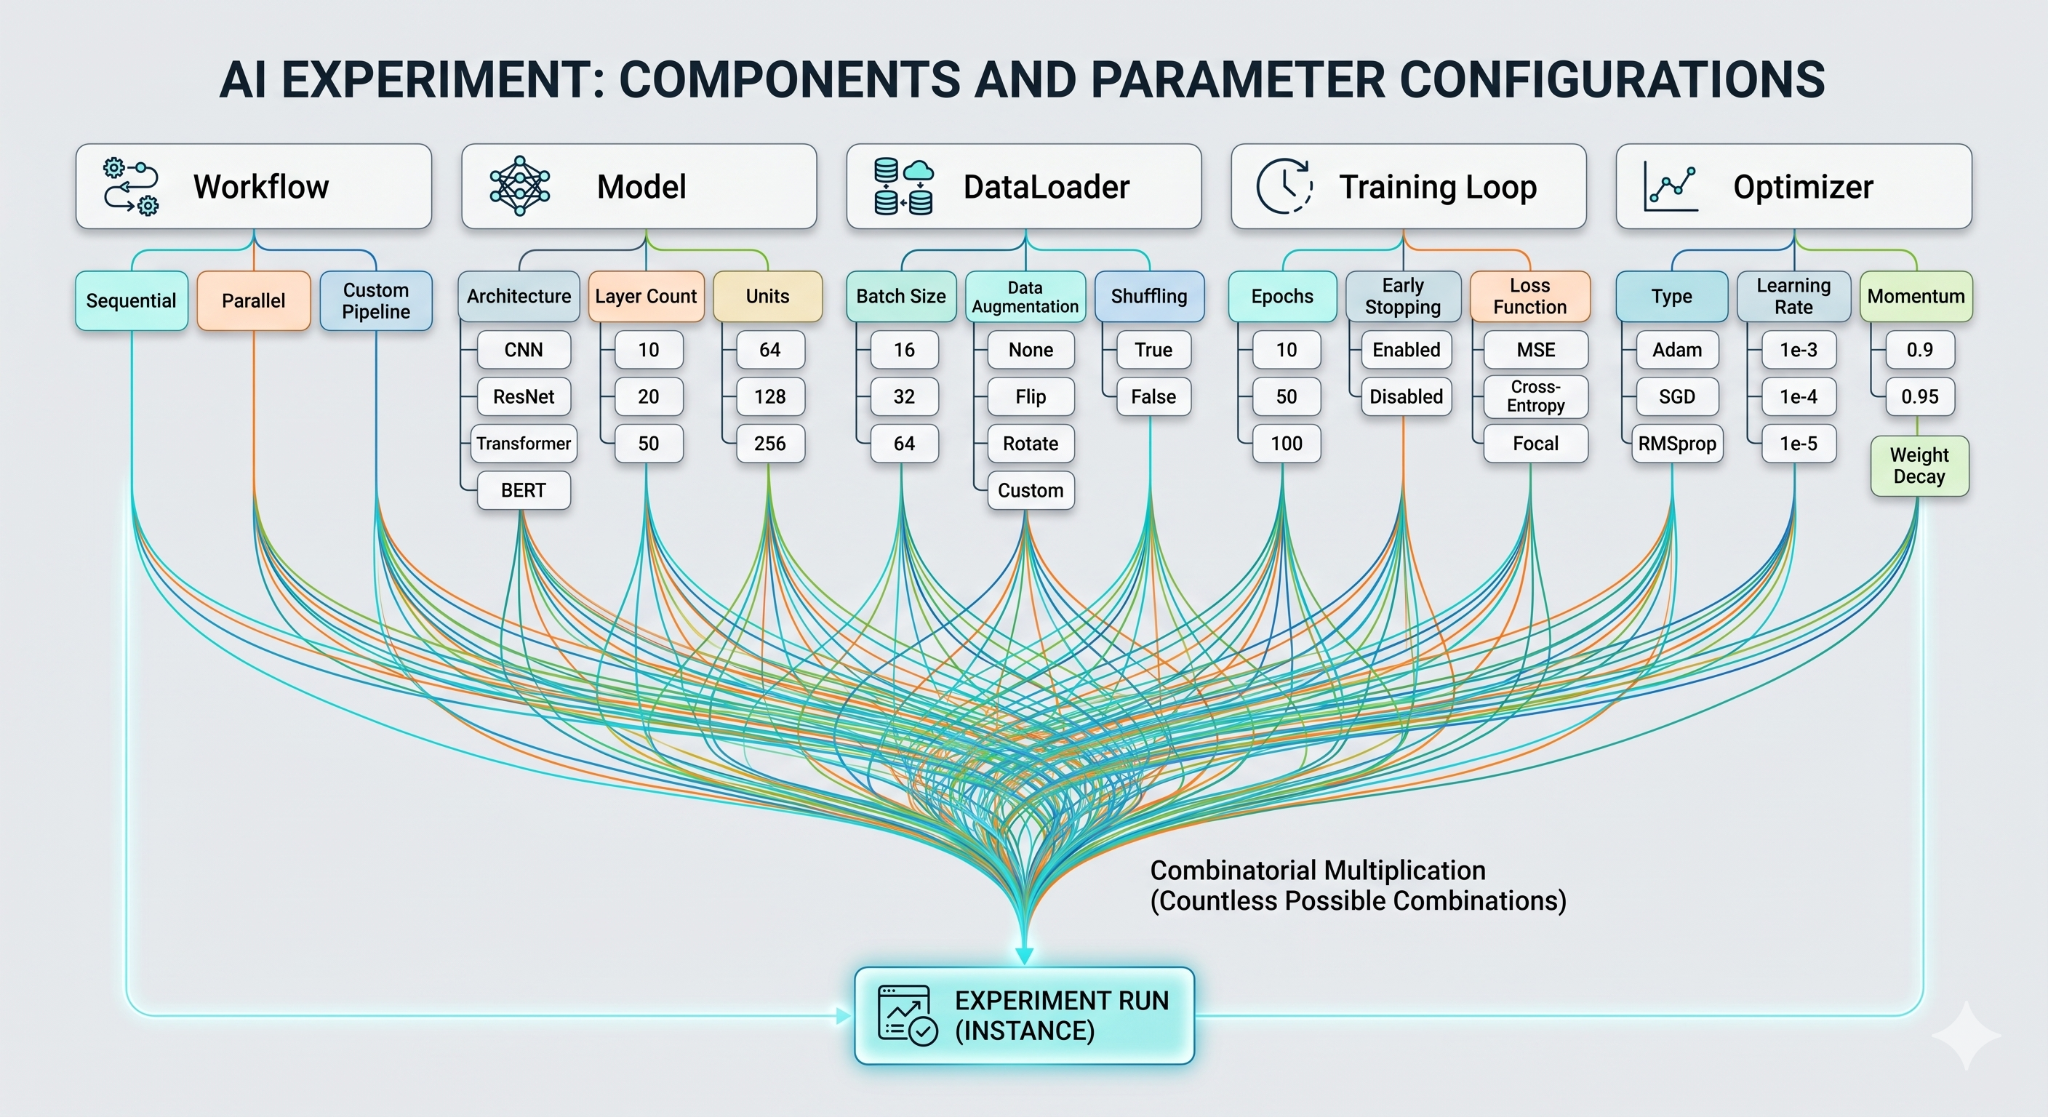 AI EXPERIMENT: COMPONENTS AND PARAMETER CONFIGURATIONS
Workflow
Sequential
Parallel
Custom
Pipeline
Model
Architecture
CNN
ResNet
Transformer
BERT
Layer Count
10
20
50
Units
64
128
256
DataLoader
Batch Size
16
32
64
Data
Augmentation
None
Flip
Rotate
Custom
Shuffling
True
False
Training Loop
Epochs
10
50
100
Early
Stopping
Enabled
Disabled
Loss
Function
MSE
Cross-
Entropy
Focal
Optimizer
Type
Adam
SGD
RMSprop
Learning
Rate
1e-3
1e-4
1e-5
Momentum
0.9
0.95
Weight
Decay
Combinatorial Multiplication
(Countless Possible Combinations)
EXPERIMENT RUN
(INSTANCE)